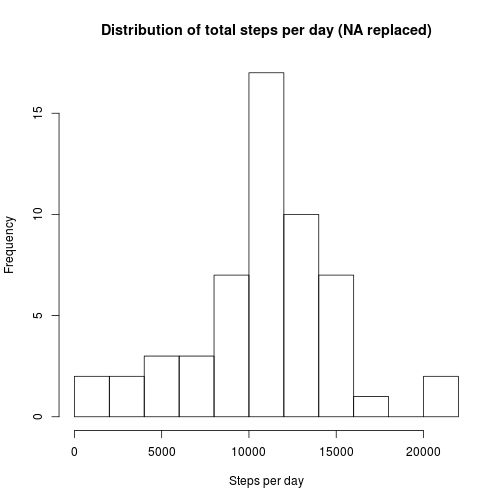 Distribution of total steps per day (NA replaced)
Frequency
15
10
5
0
0 5000 10000 15000 20000
Steps per day